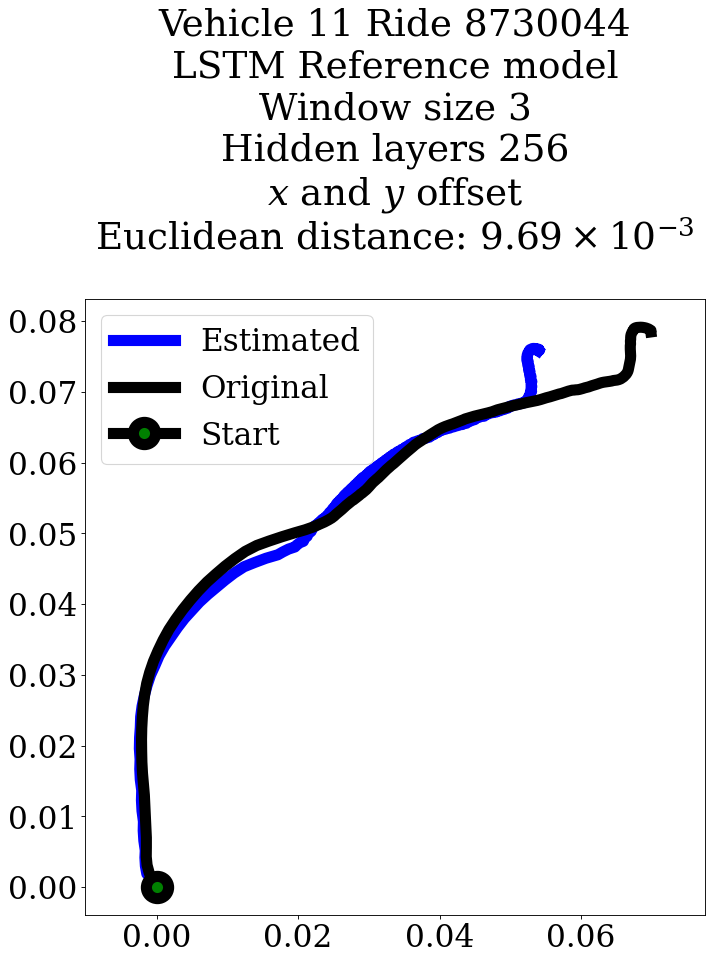 Vehicle 11 Ride 8730044
LSTM Reference model
Window size 3
Hidden layers 256
x and y offset
Euclidean distance: 9.69 × 10⁻³
Estimated
Original
Start
0.08
0.07
0.06
0.05
0.04
0.03
0.02
0.01
0.00
0.00 0.02 0.04 0.06